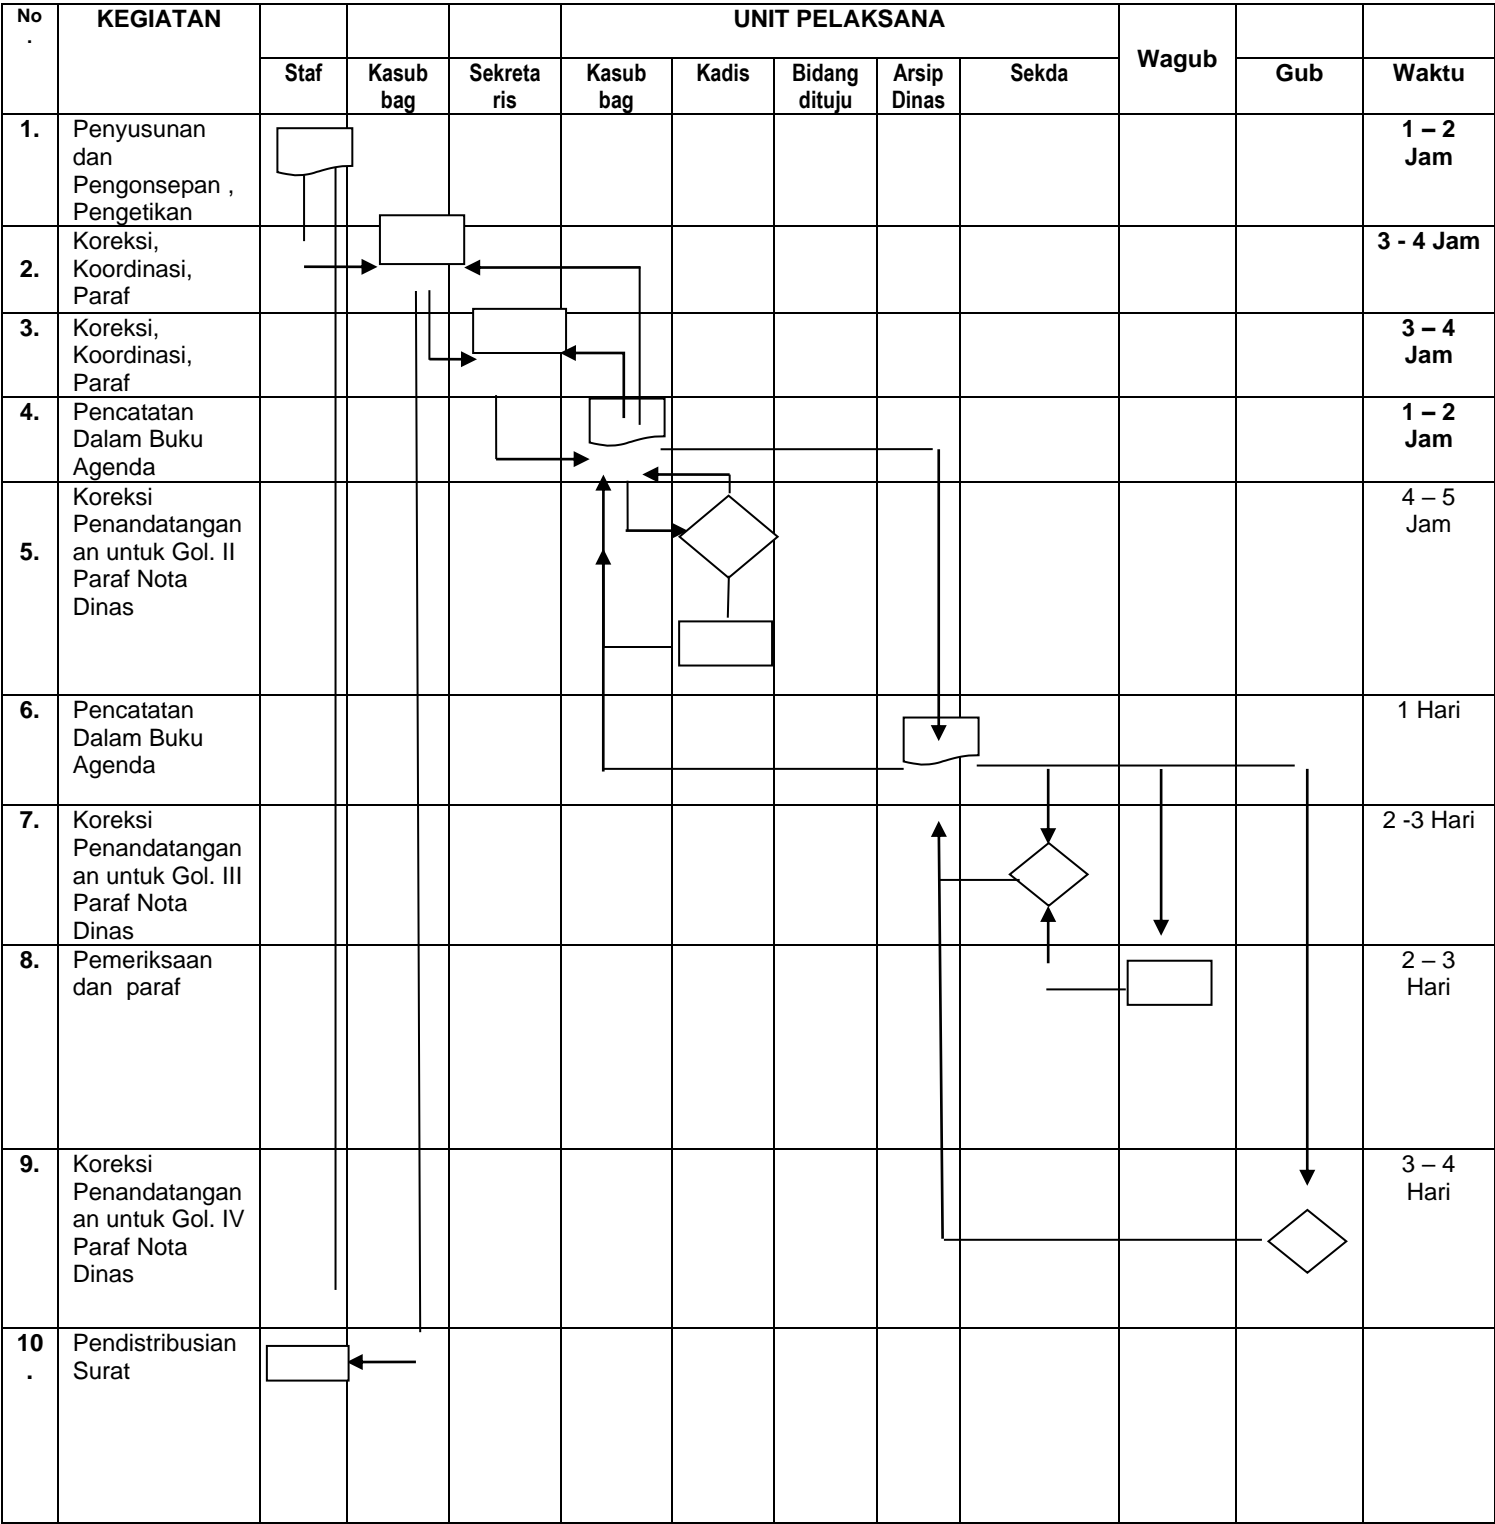 No
.
KEGIATAN
UNIT PELAKSANA
Wagub
Staf
Kasub
bag
Sekreta
ris
Kasub
bag
Kadis
Bidang
dituju
Arsip
Dinas
Sekda
Gub
Waktu
1.
Penyusunan
dan
Pengonsepan ,
Pengetikan
1 – 2
Jam
2.
Koreksi,
Koordinasi,
Paraf
3 - 4 Jam
3.
Koreksi,
Koordinasi,
Paraf
3 – 4
Jam
4.
Pencatatan
Dalam Buku
Agenda
1 – 2
Jam
5.
Koreksi
Penandatangan
an untuk Gol. II
Paraf Nota
Dinas
4 – 5
Jam
6.
Pencatatan
Dalam Buku
Agenda
1 Hari
7.
Koreksi
Penandatangan
an untuk Gol. III
Paraf Nota
Dinas
2 -3 Hari
8.
Pemeriksaan
dan  paraf
2 – 3
Hari
9.
Koreksi
Penandatangan
an untuk Gol. IV
Paraf Nota
Dinas
3 – 4
Hari
10
.
Pendistribusian
Surat